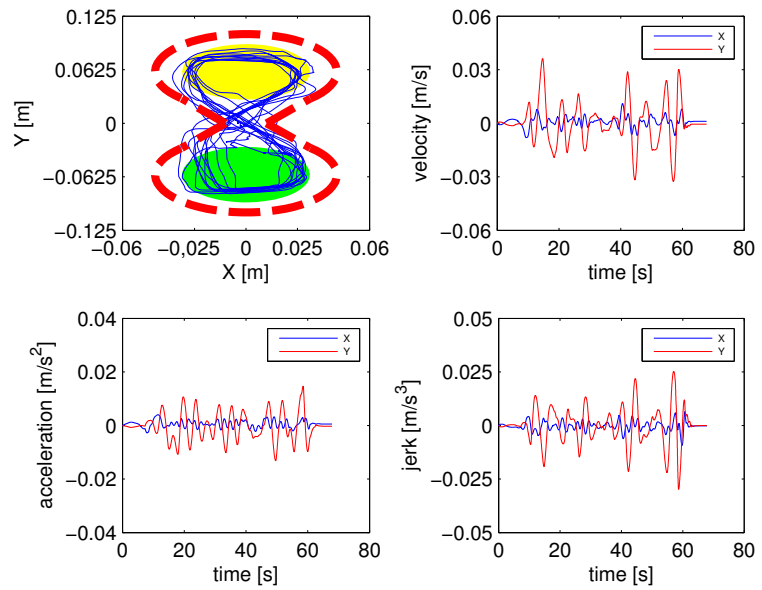 0.125
0.0625
0
−0.0625
−0.125
Y [m]
−0.06
−0,025
0
0.025
0.06
X [m]
0.06
0.03
0
−0.03
−0.06
velocity [m/s]
X
Y
0
20
40
60
80
time [s]
0.04
0.02
0
−0.02
−0.04
acceleration [m/s²]
X
Y
0
20
40
60
80
time [s]
0.05
0.025
0
−0.025
−0.05
jerk [m/s³]
X
Y
0
20
40
60
80
time [s]